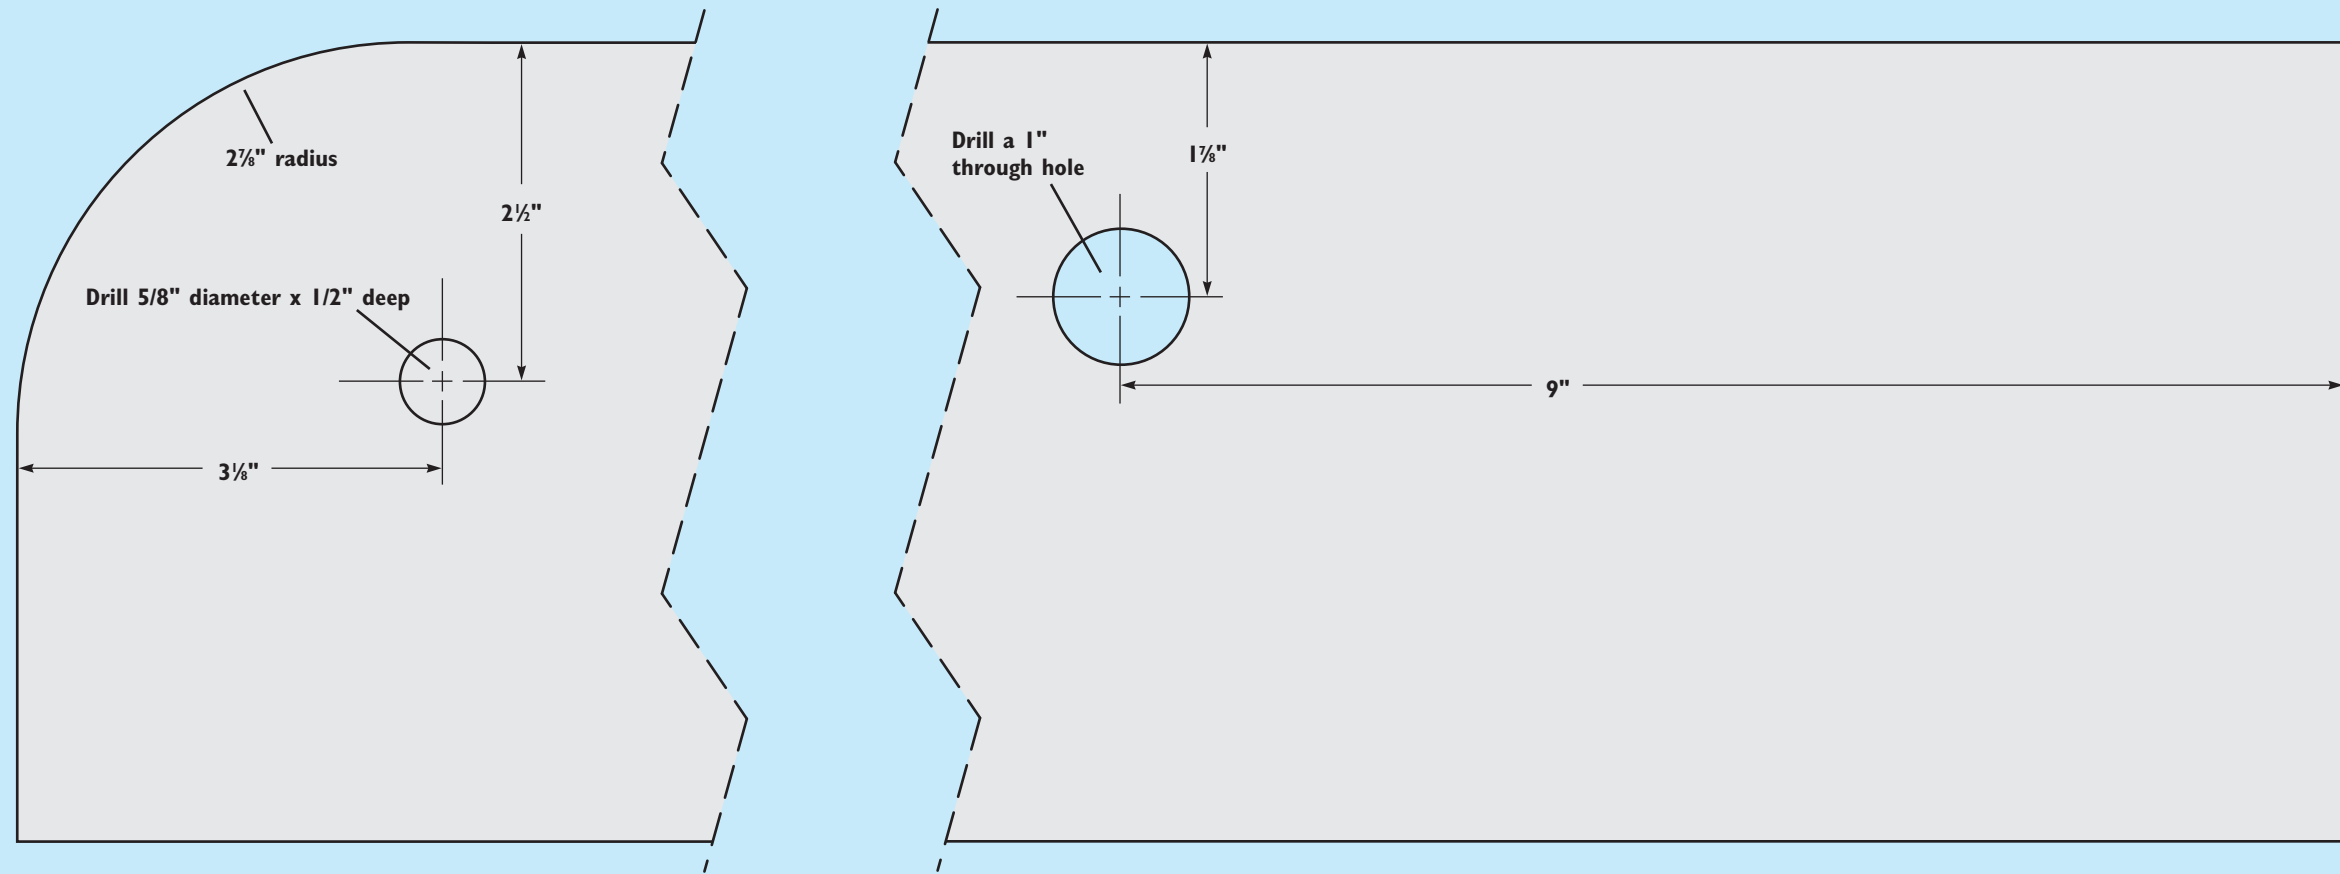 2⅞" radius
2½"
Drill 5/8" diameter x 1/2" deep
3⅛"
Drill a 1"
through hole
1⅞"
9"